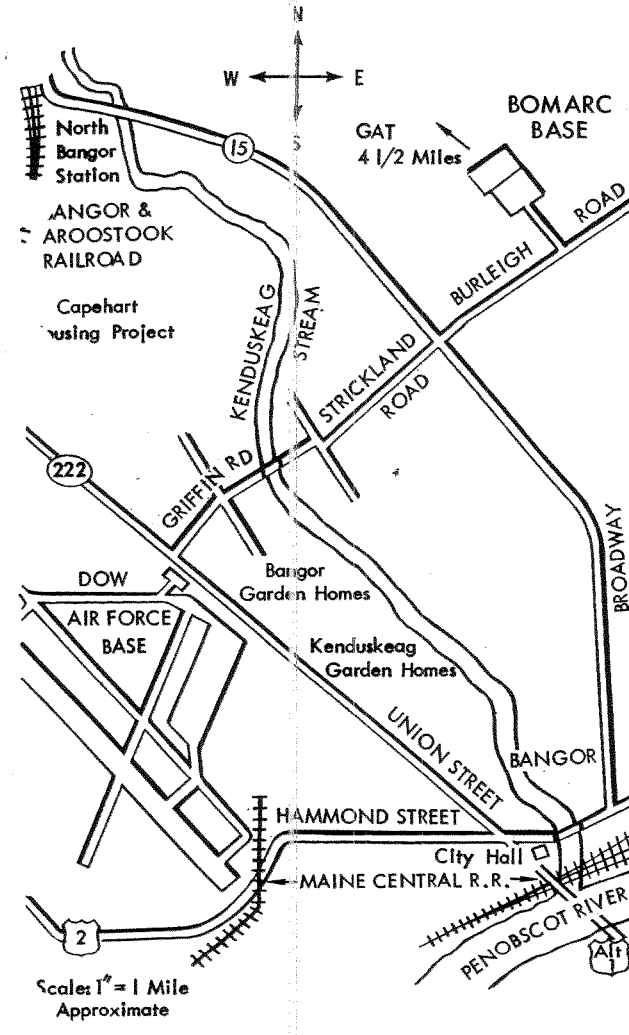 N
W E
S
BOMARC
BASE
GAT
4 1/2 Miles
15
North
Bangor
Station
ANGOR &
AROOSTOOK
RAILROAD
Capehart
using Project
ROAD
BURLEIGH
STRICKLAND
ROAD
KENDUSKEAG
STREAM
GRIFFIN RD
222
BROADWAY
DOW
AIR FORCE
BASE
Bangor
Garden Homes
Kenduskeag
Garden Homes
UNION STREET
BANGOR
HAMMOND STREET
City Hall
MAINE CENTRAL R.R.
PENOBSCOT RIVER
2
Alt
1
Scale: 1" = 1 Mile
Approximate